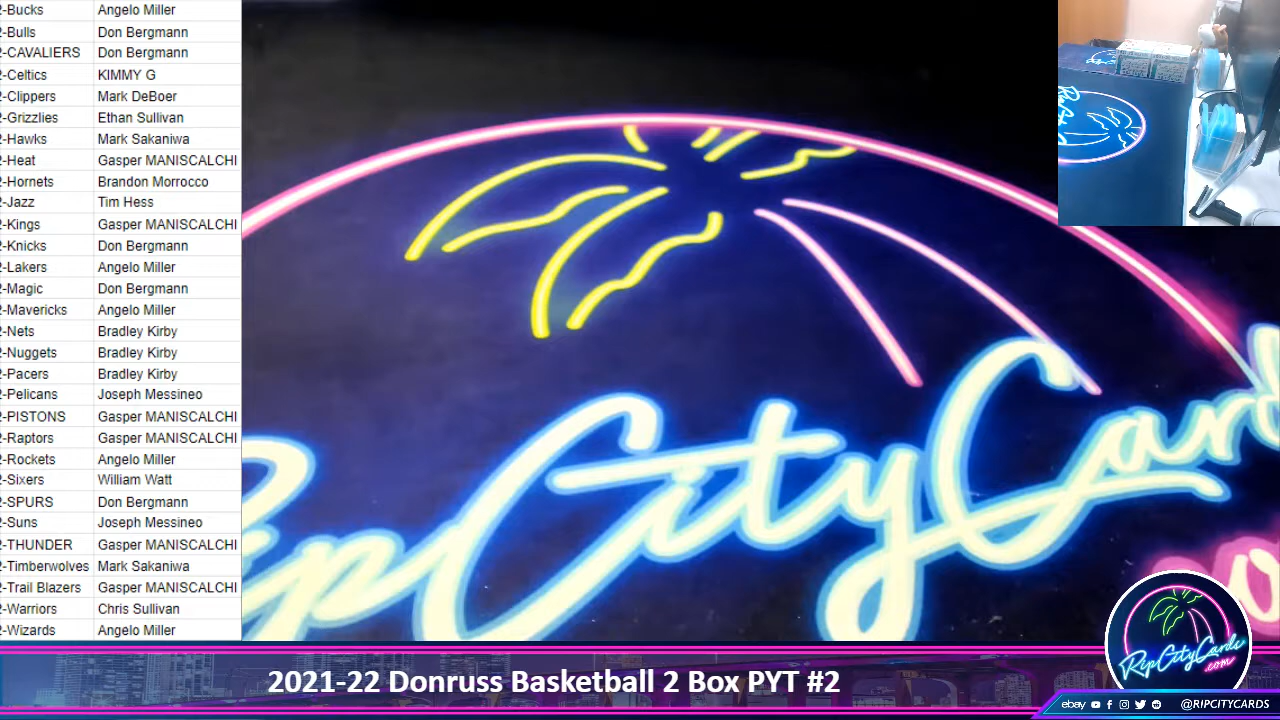 2-Bucks Angelo Miller
2-Bulls Don Bergmann
2-CAVALIERS Don Bergmann
2-Celtics KIMMY G
2-Clippers Mark DeBoer
2-Grizzlies Ethan Sullivan
2-Hawks Mark Sakaniwa
2-Heat Gasper MANISCALCHI
2-Hornets Brandon Morrocco
2-Jazz Tim Hess
2-Kings Gasper MANISCALCHI
2-Knicks Don Bergmann
2-Lakers Angelo Miller
2-Magic Don Bergmann
2-Mavericks Angelo Miller
2-Nets Bradley Kirby
2-Nuggets Bradley Kirby
2-Pacers Bradley Kirby
2-Pelicans Joseph Messineo
2-PISTONS Gasper MANISCALCHI
2-Raptors Gasper MANISCALCHI
2-Rockets Angelo Miller
2-Sixers William Watt
2-SPURS Don Bergmann
2-Suns Joseph Messineo
2-THUNDER Gasper MANISCALCHI
2-Timberwolves Mark Sakaniwa
2-Trail Blazers Gasper MANISCALCHI
2-Warriors Chris Sullivan
2-Wizards Angelo Miller
RipCityCards
2021-22 Donruss Basketball 2 Box PYT #2
RipCityCards
.com
ebay @RIPCITYCARDS